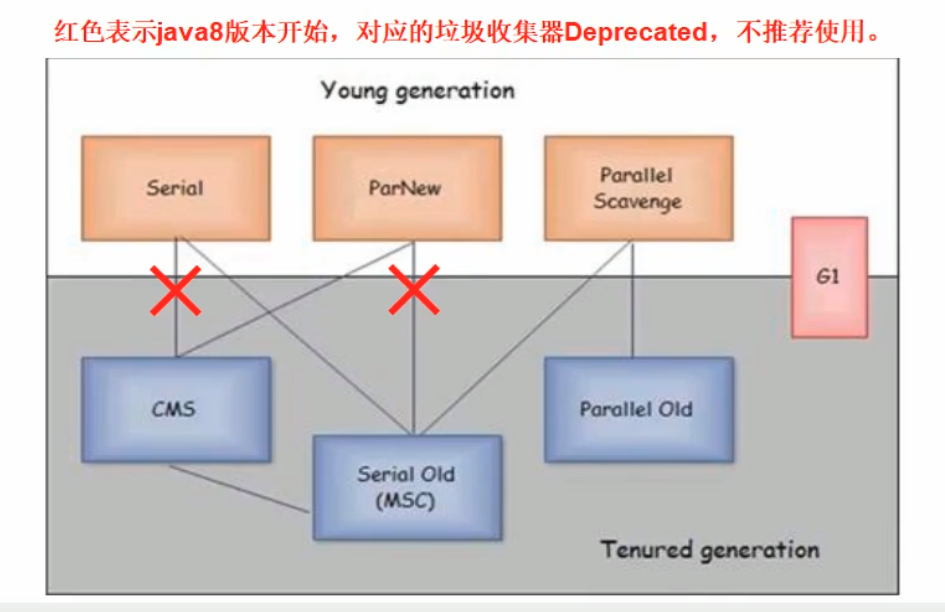 红色表示java8版本开始，对应的垃圾收集器Deprecated，不推荐使用。
Young generation
Serial
ParNew
Parallel
Scavenge
G1
CMS
Parallel Old
Serial Old
(MSC)
Tenured generation